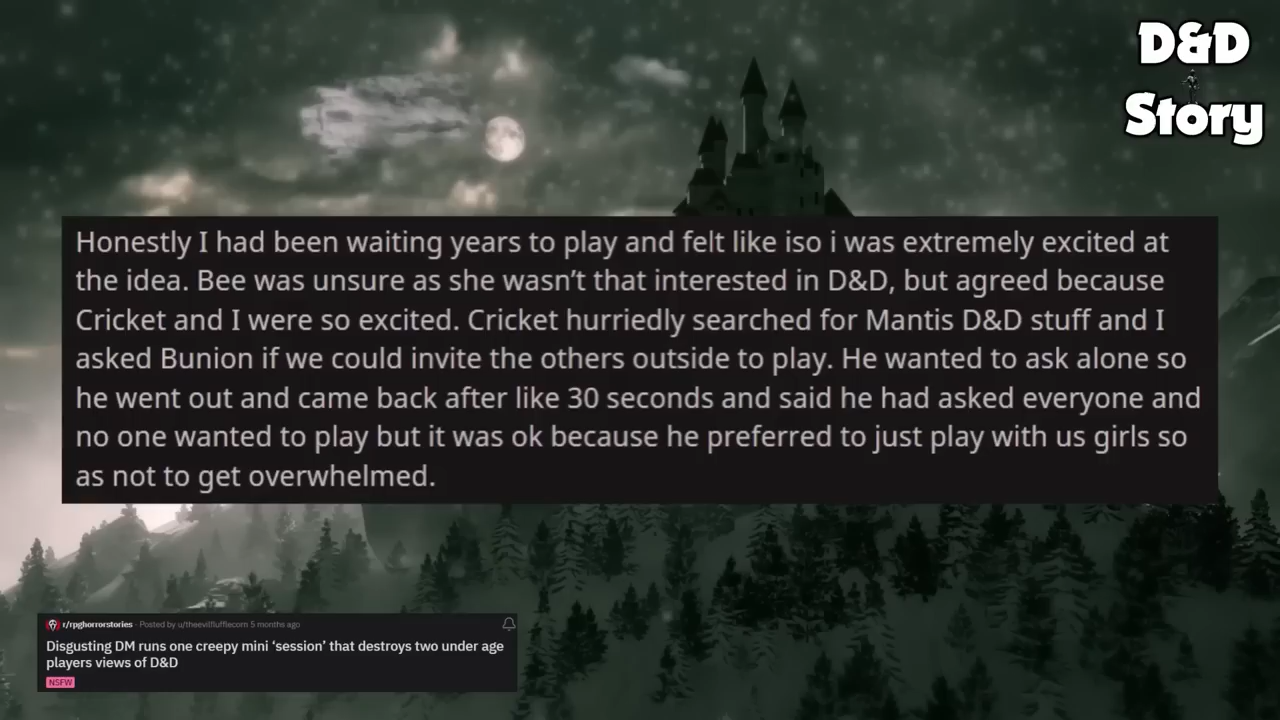 D&D
Story
Honestly I had been waiting years to play and felt like iso i was extremely excited at
the idea. Bee was unsure as she wasn’t that interested in D&D, but agreed because
Cricket and I were so excited. Cricket hurriedly searched for Mantis D&D stuff and I
asked Bunion if we could invite the others outside to play. He wanted to ask alone so
he went out and came back after like 30 seconds and said he had asked everyone and
no one wanted to play but it was ok because he preferred to just play with us girls so
as not to get overwhelmed.
r/rpghorrorstories · Posted by u/theevilfluffiecorn 5 months ago
Disgusting DM runs one creepy mini ‘session’ that destroys two under age
players views of D&D
NSFW